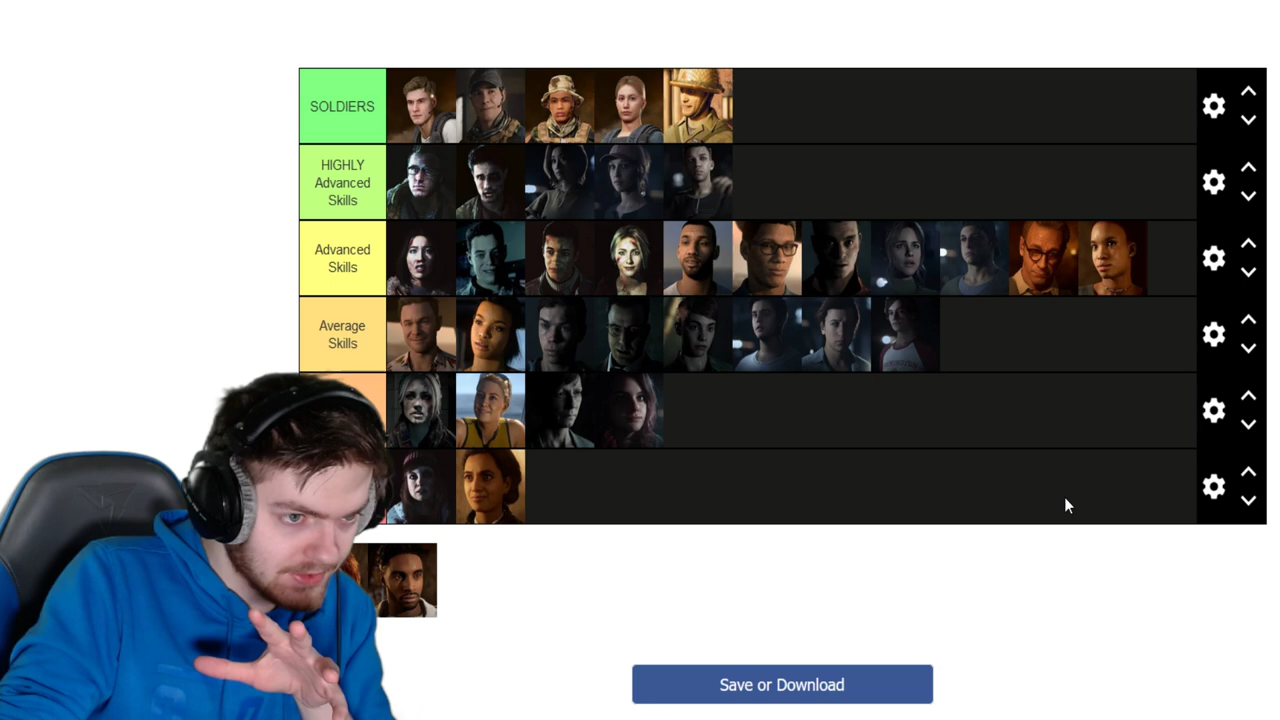 SOLDIERS
HIGHLY
Advanced
Skills
Advanced
Skills
Average
Skills
Save or Download